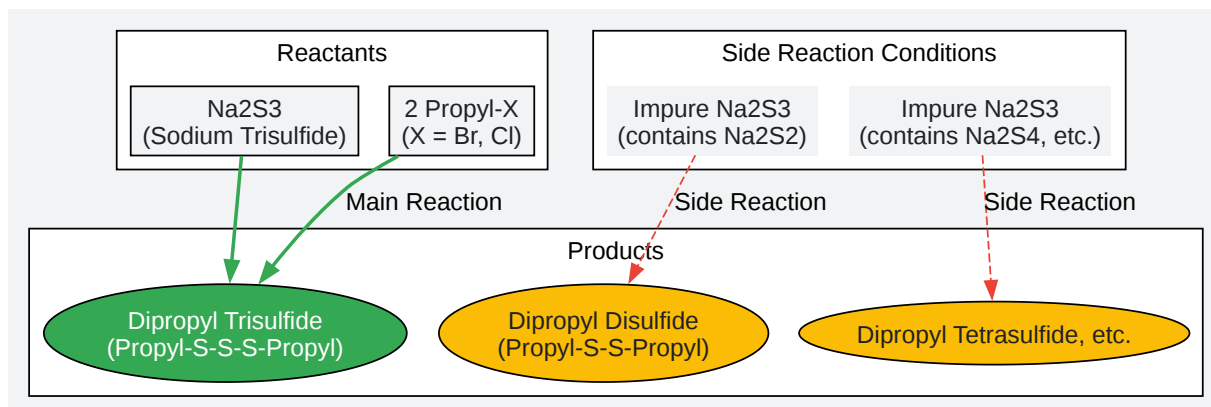 Reactants
Side Reaction Conditions
Na2S3
(Sodium Trisulfide)
2 Propyl-X
(X = Br, Cl)
Impure Na2S3
(contains Na2S2)
Impure Na2S3
(contains Na2S4, etc.)
Main Reaction
Side Reaction
Side Reaction
Products
Dipropyl Trisulfide
(Propyl-S-S-S-Propyl)
Dipropyl Disulfide
(Propyl-S-S-Propyl)
Dipropyl Tetrasulfide, etc.